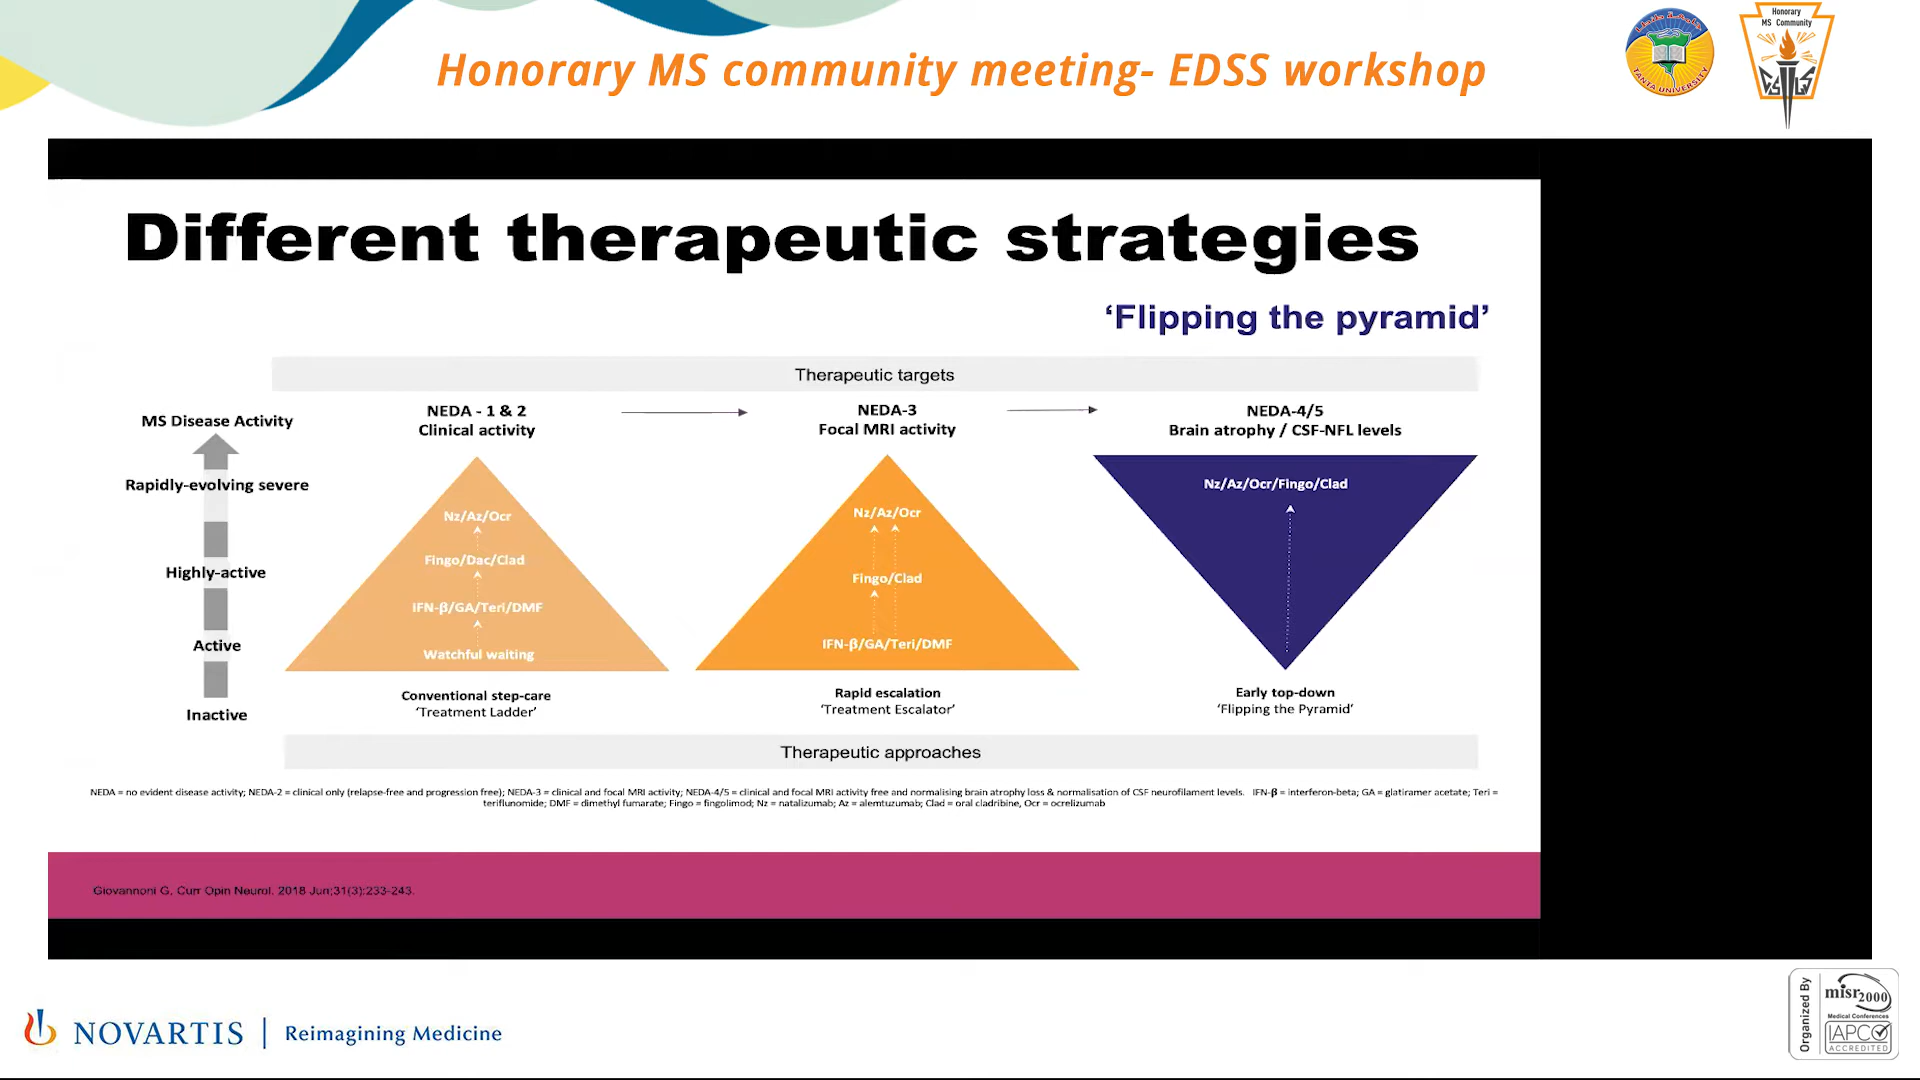 Honorary MS community meeting- EDSS workshop
TANTA UNIVERSITY
Honorary
MS Community
Different therapeutic strategies
‘Flipping the pyramid’
Therapeutic targets
MS Disease Activity
Rapidly-evolving severe
Highly-active
Active
Inactive
NEDA - 1 & 2
Clinical activity
Nz/Az/Ocr
Fingo/Dac/Clad
IFN-β/GA/Teri/DMF
Watchful waiting
Conventional step-care
‘Treatment Ladder’
NEDA-3
Focal MRI activity
Nz/Az/Ocr
Fingo/Clad
IFN-β/GA/Teri/DMF
Rapid escalation
‘Treatment Escalator’
NEDA-4/5
Brain atrophy / CSF-NFL levels
Nz/Az/Ocr/Fingo/Clad
Early top-down
‘Flipping the Pyramid’
Therapeutic approaches
NEDA = no evident disease activity; NEDA-2 = clinical only (relapse-free and progression free); NEDA-3 = clinical and focal MRI activity; NEDA-4/5 = clinical and focal MRI activity free and normalising brain atrophy loss & normalisation of CSF neurofilament levels. IFN-β = interferon-beta; GA = glatiramer acetate; Teri =
teriflunomide; DMF = dimethyl fumarate; Fingo = fingolimod; Nz = natalizumab; Az = alemtuzumab; Clad = oral cladribine, Ocr = ocrelizumab
Giovannoni G, Curr Opin Neurol. 2018 Jun;31(3):233-243.
NOVARTIS | Reimagining Medicine
Organized By
misr2000
Medical Conferences
IAPCO
ACCREDITED